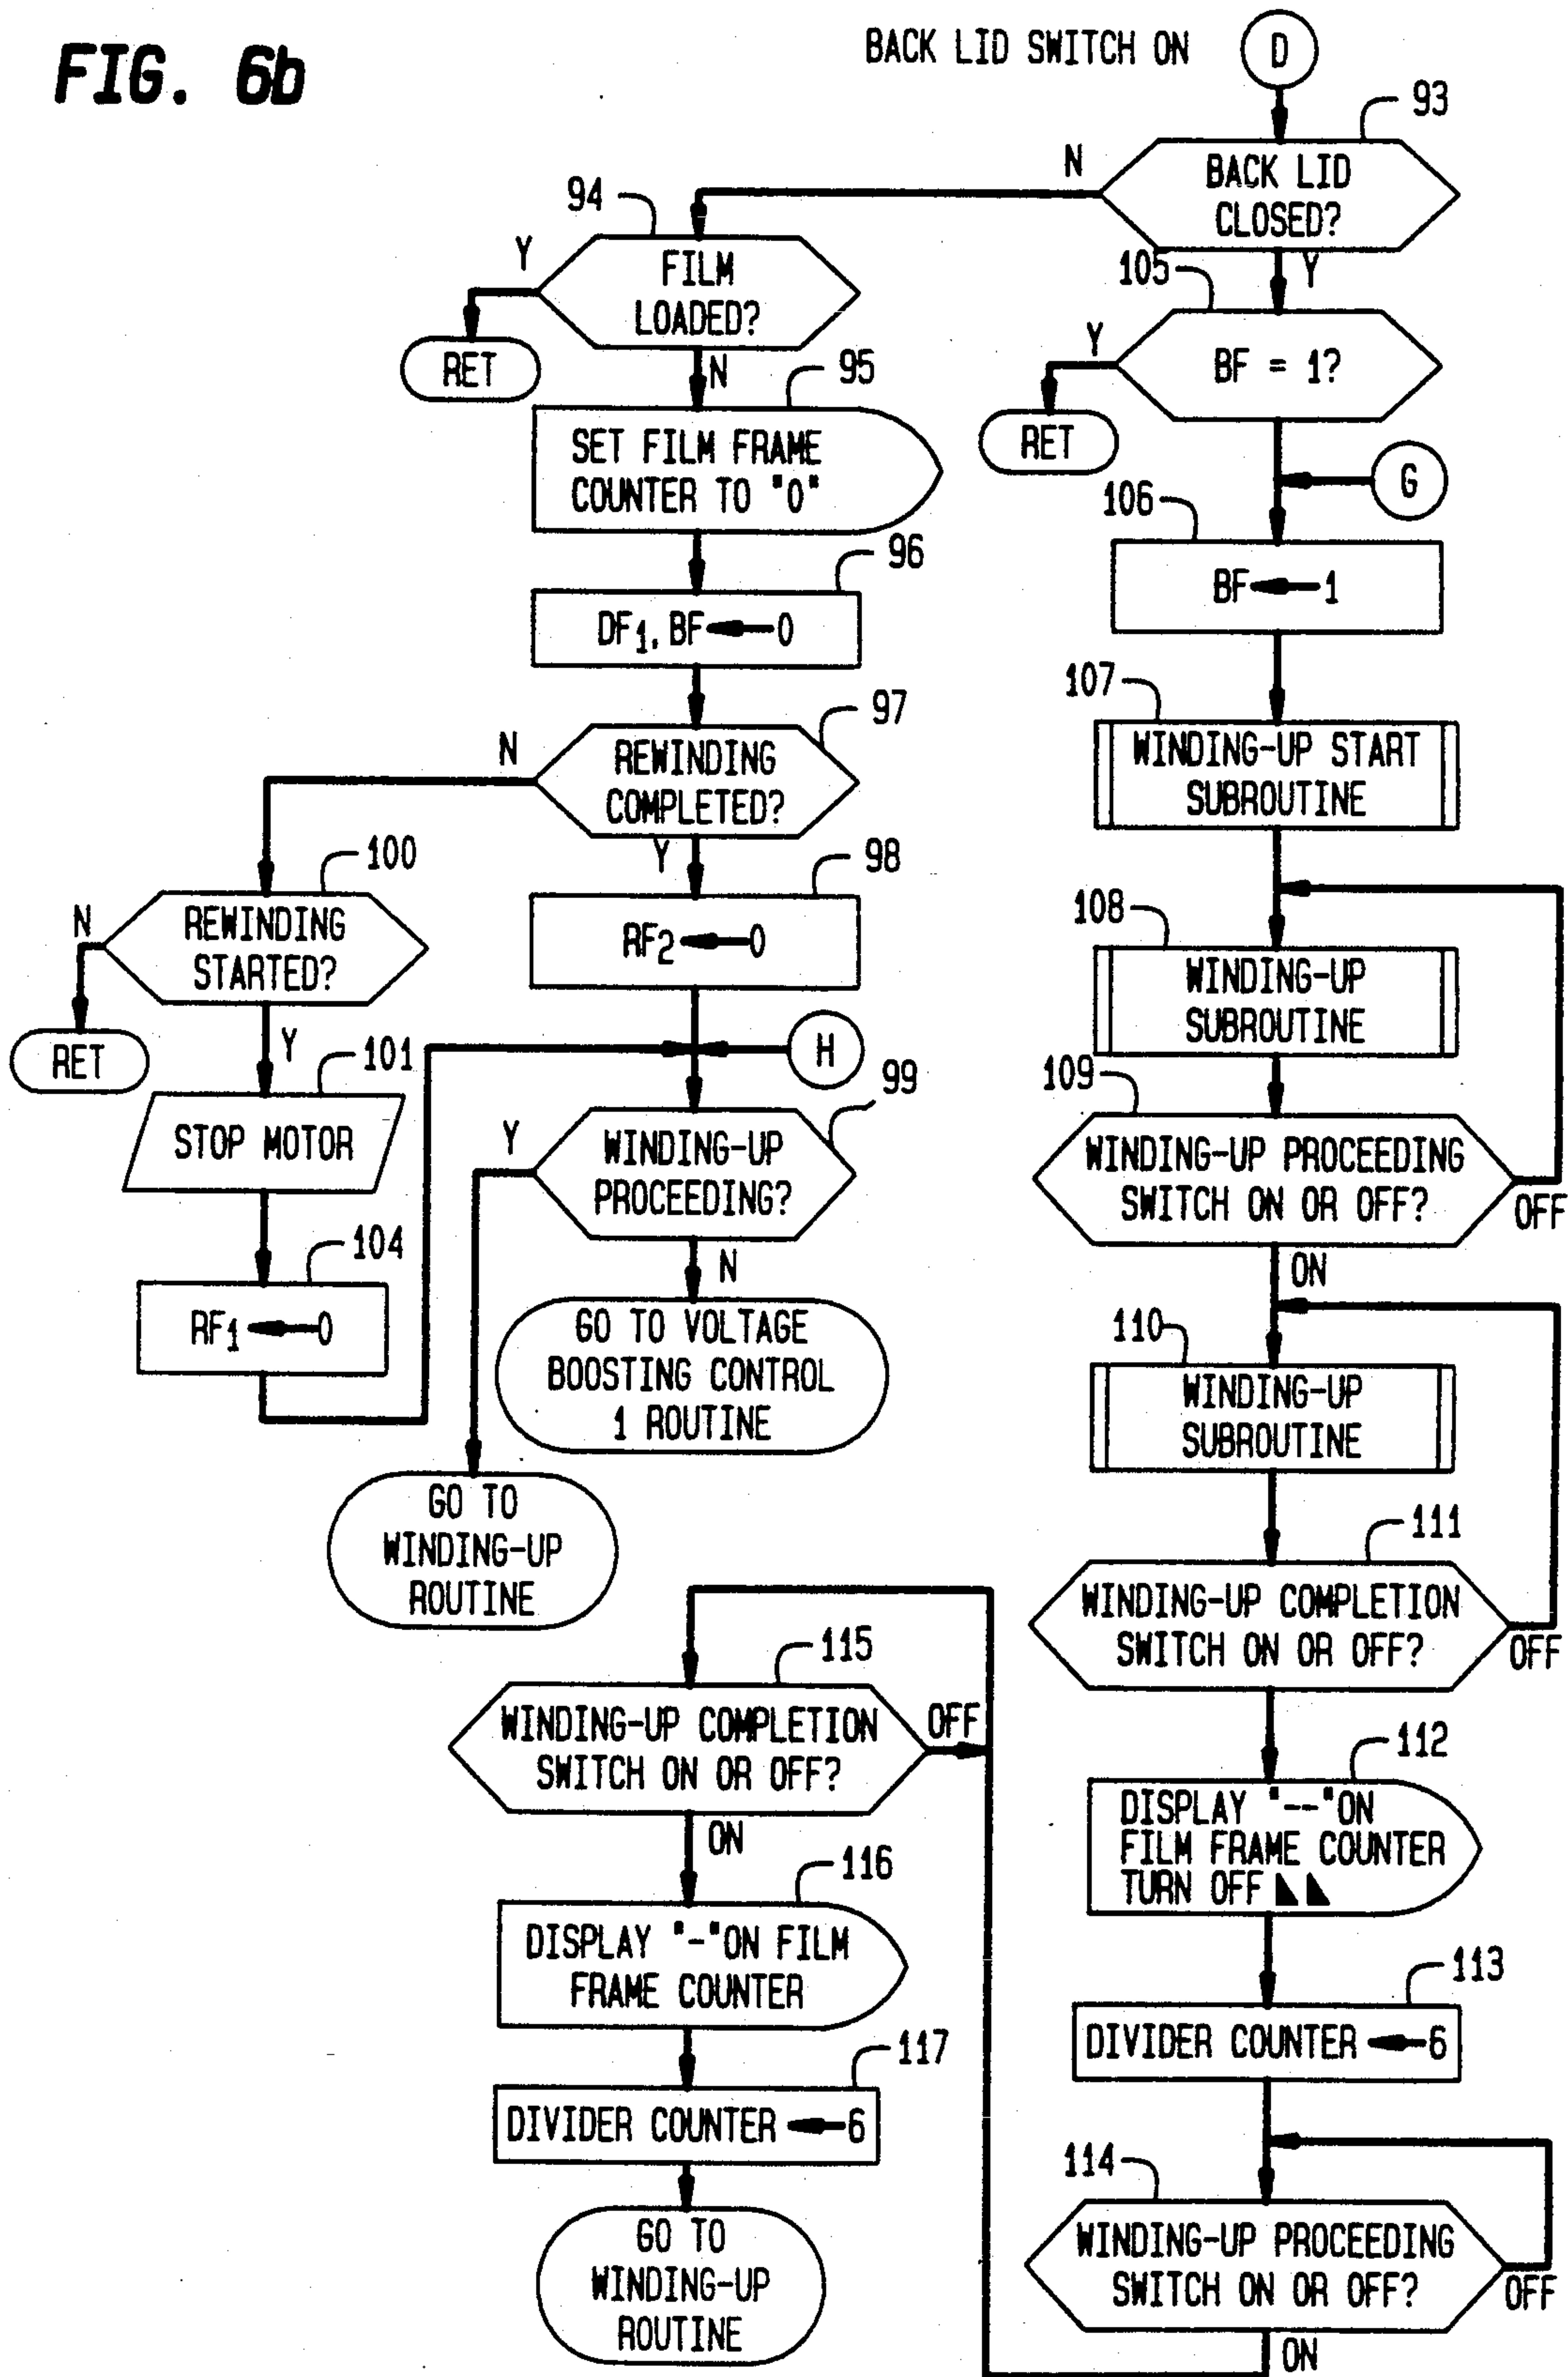 FIG. 6b
BACK LID SWITCH ON
D
93
BACK LID
CLOSED?
N
Y
94
FILM
LOADED?
Y
RET
N
95
SET FILM FRAME
COUNTER TO "0"
96
DF1, BF←0
97
REWINDING
COMPLETED?
N
Y
98
RF2←0
100
REWINDING
STARTED?
N
RET
Y
101
STOP MOTOR
104
RF1←0
H
99
WINDING-UP
PROCEEDING?
Y
N
GO TO VOLTAGE
BOOSTING CONTROL
1 ROUTINE
GO TO
WINDING-UP
ROUTINE
105
BF = 1?
Y
RET
G
106
BF←1
107
WINDING-UP START
SUBROUTINE
108
WINDING-UP
SUBROUTINE
109
WINDING-UP PROCEEDING
SWITCH ON OR OFF?
OFF
ON
110
WINDING-UP
SUBROUTINE
111
WINDING-UP COMPLETION
SWITCH ON OR OFF?
OFF
112
DISPLAY "--"ON
FILM FRAME COUNTER
TURN OFF
113
DIVIDER COUNTER ←6
114
WINDING-UP PROCEEDING
SWITCH ON OR OFF?
OFF
ON
115
WINDING-UP COMPLETION
SWITCH ON OR OFF?
OFF
ON
116
DISPLAY "-"ON FILM
FRAME COUNTER
117
DIVIDER COUNTER ←6
GO TO
WINDING-UP
ROUTINE